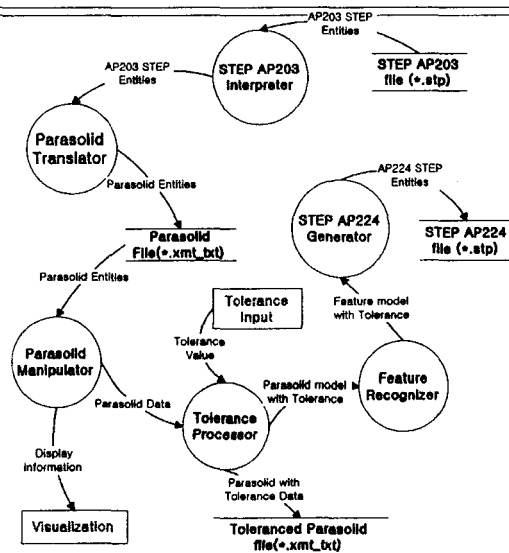 AP203 STEP
Entities
STEP AP203
file (*.stp)
STEP AP203
Interpreter
AP203 STEP
Entities
Parasolid
Translator
Parasolid Entities
Parasolid
File(*.xmt_txt)
AP224 STEP
Entities
STEP AP224
Generator
STEP AP224
file (*.stp)
Parasolid Entities
Tolerance
Input
Feature model
with Tolerance
Tolerance
Value
Parasolid
Manipulator
Parasolid Data
Tolerance
Processor
Parasolid model
with Tolerance
Feature
Recognizer
Display
information
Parasolid with
Tolerance Data
Visualization
Toleranced Parasolid
file(*.xmt_txt)